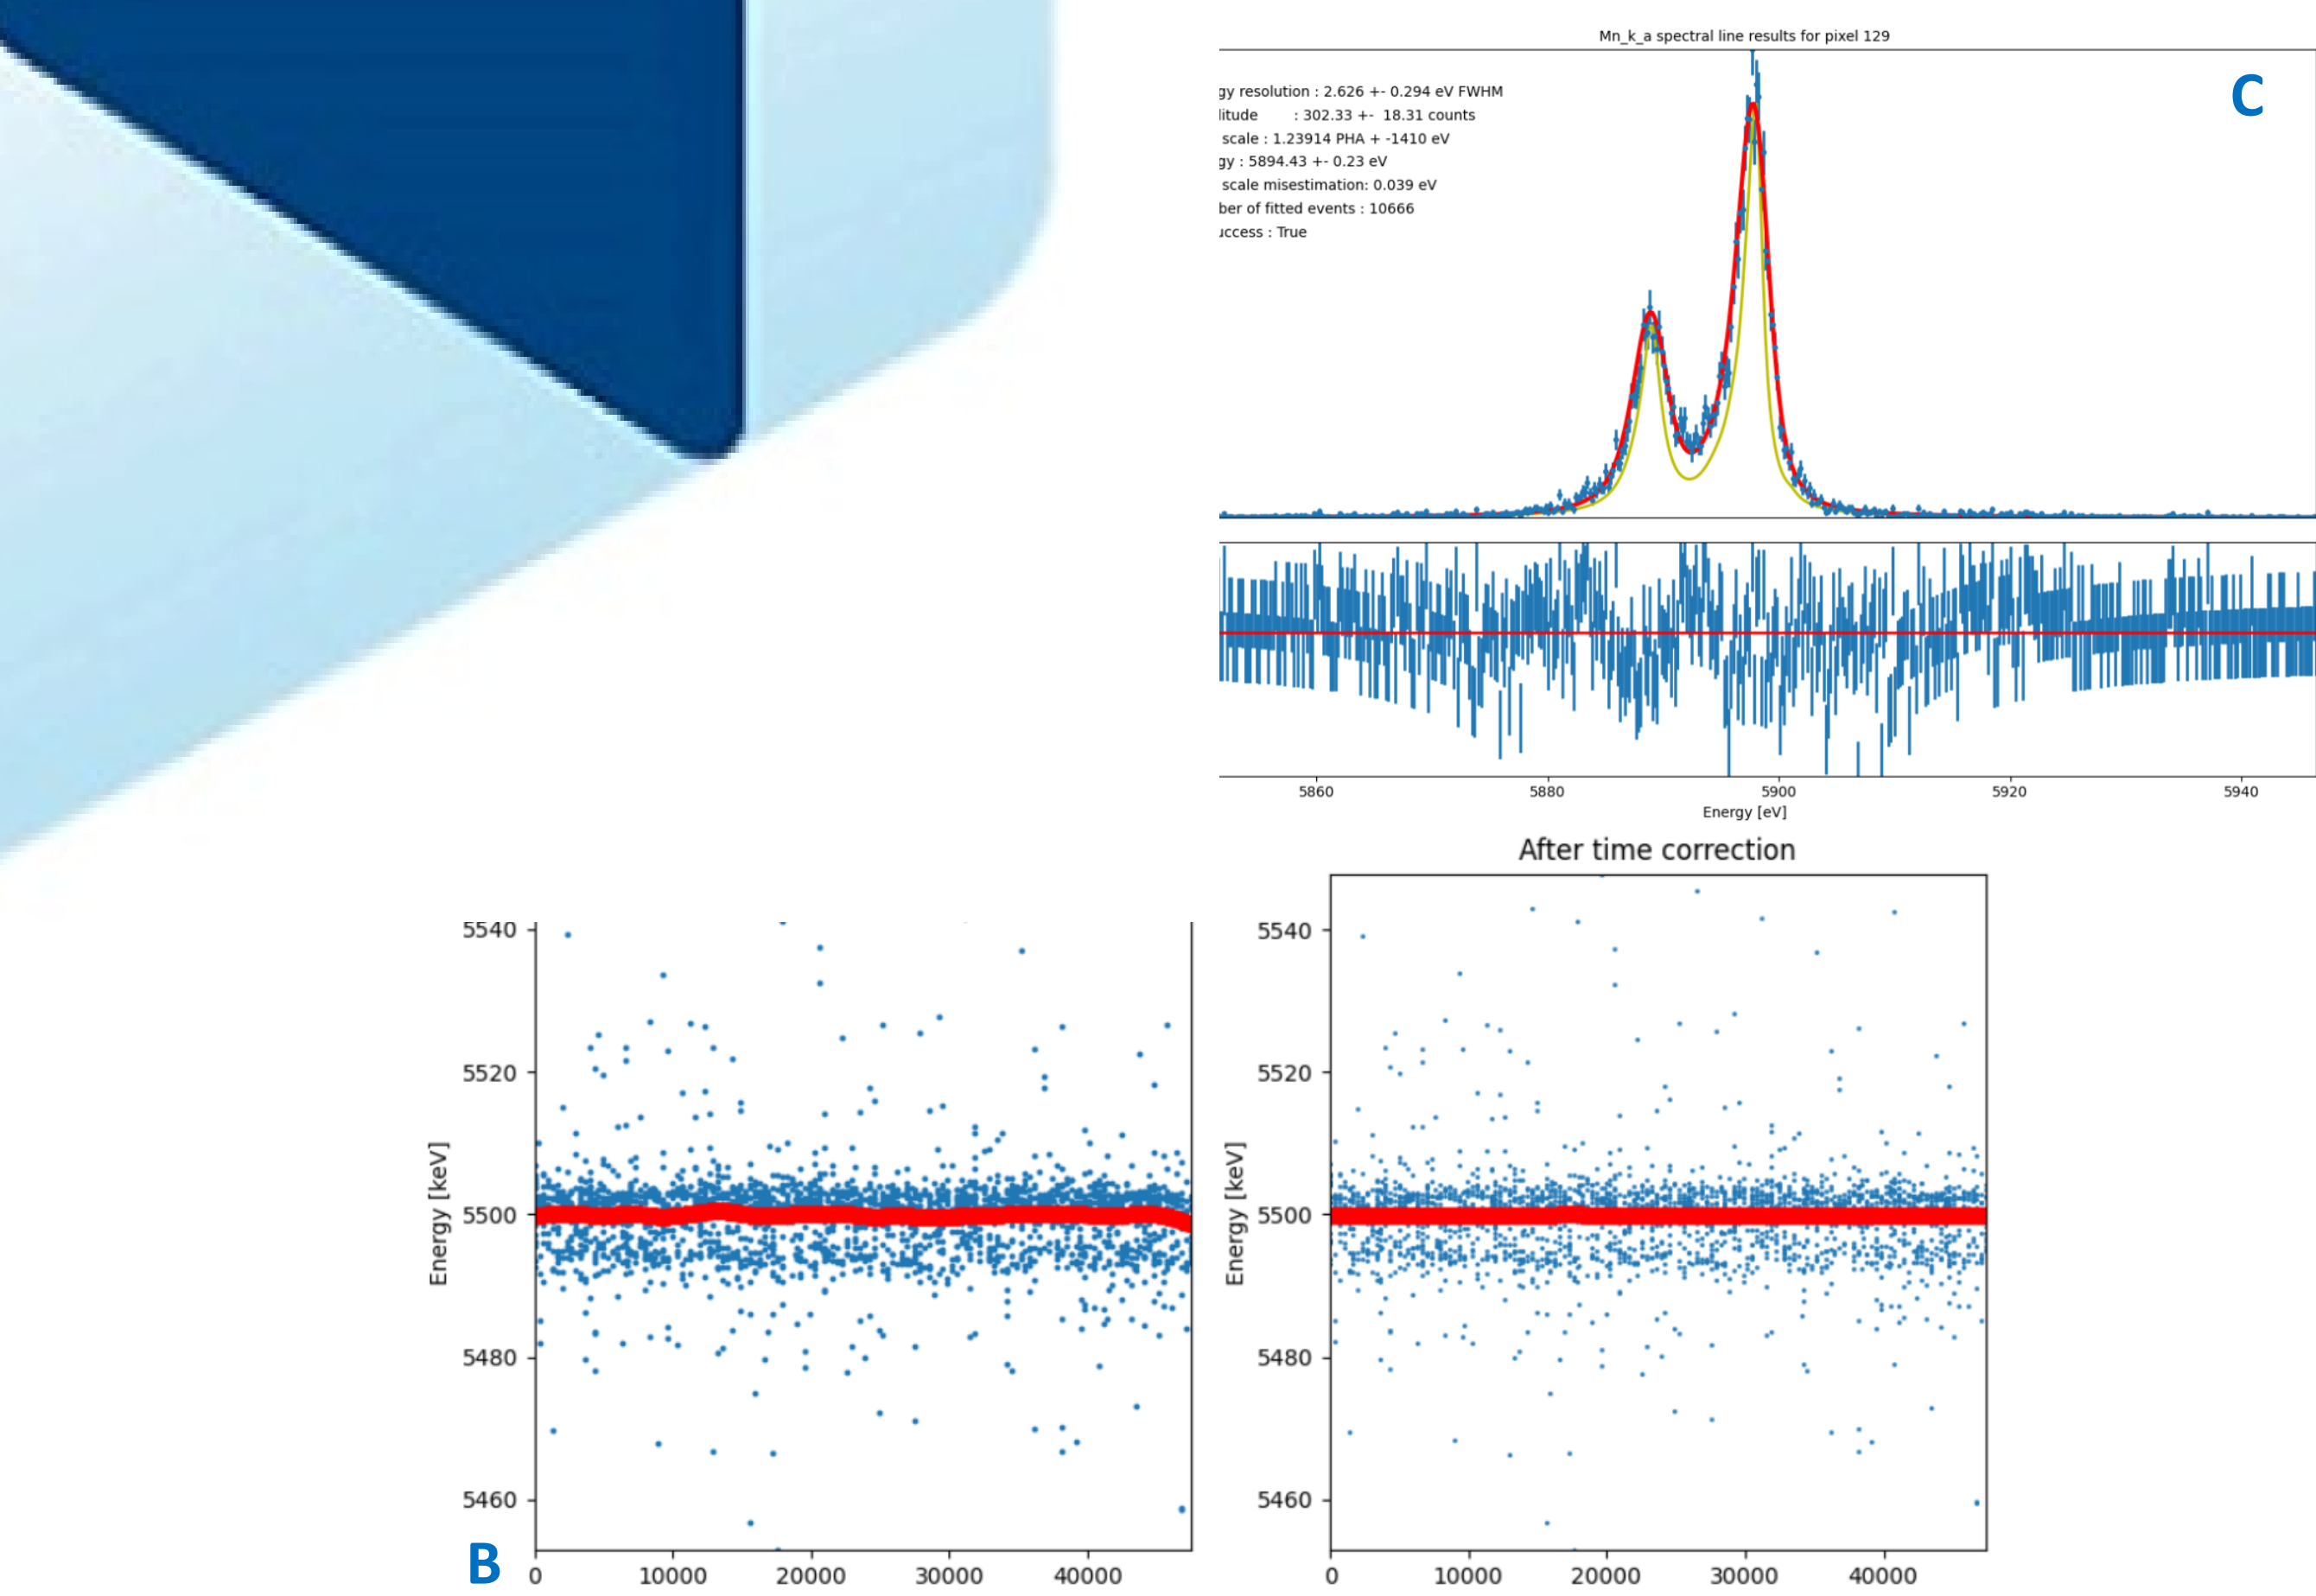 Mn_k_a spectral line results for pixel 129
C
gy resolution : 2.626 +- 0.294 eV FWHM
litude : 302.33 +- 18.31 counts
scale : 1.23914 PHA + -1410 eV
gy : 5894.43 +- 0.23 eV
scale misestimation: 0.039 eV
ber of fitted events : 10666
uccess : True
5860 5880 5900 5920 5940
Energy [eV]
After time correction
5540
5520
5500
5480
5460
Energy [keV]
B
0 10000 20000 30000 40000
5540
5520
5500
5480
5460
Energy [keV]
0 10000 20000 30000 40000